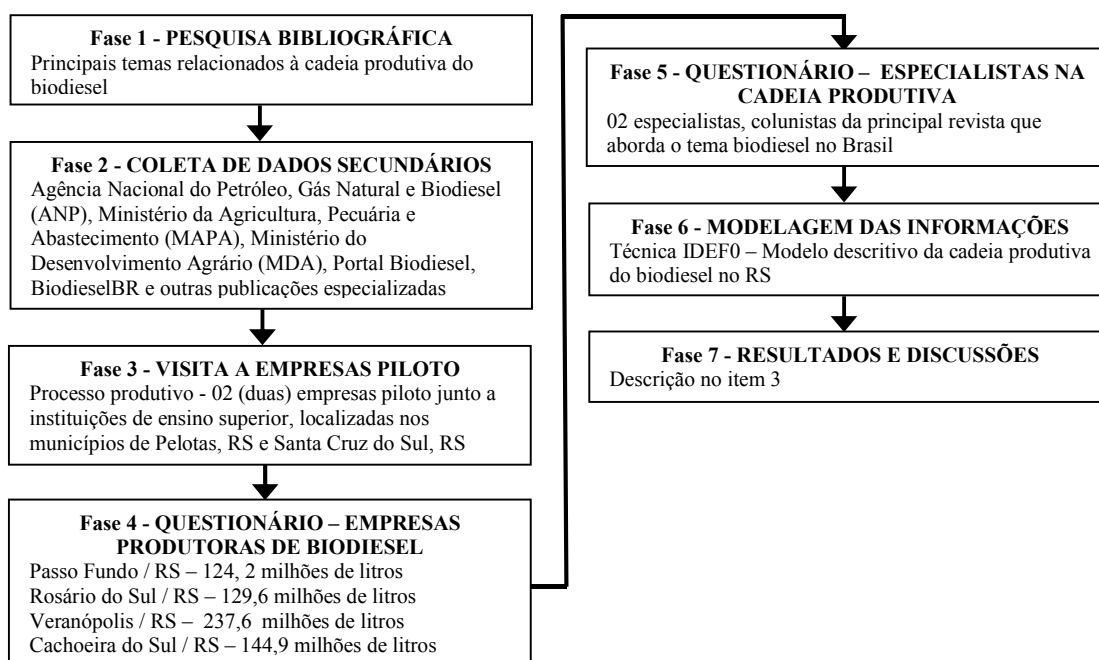 Fase 1 - PESQUISA BIBLIOGRÁFICA
Principais temas relacionados à cadeia produtiva do
biodiesel
Fase 2 - COLETA DE DADOS SECUNDÁRIOS
Agência Nacional do Petróleo, Gás Natural e Biodiesel
(ANP), Ministério da Agricultura, Pecuária e
Abastecimento (MAPA), Ministério do
Desenvolvimento Agrário (MDA), Portal Biodiesel,
BiodieselBR e outras publicações especializadas
Fase 3 - VISITA A EMPRESAS PILOTO
Processo produtivo - 02 (duas) empresas piloto junto a
instituições de ensino superior, localizadas nos
municípios de Pelotas, RS e Santa Cruz do Sul, RS
Fase 4 - QUESTIONÁRIO – EMPRESAS
PRODUTORAS DE BIODIESEL
Passo Fundo / RS – 124, 2 milhões de litros
Rosário do Sul / RS – 129,6 milhões de litros
Veranópolis / RS – 237,6 milhões de litros
Cachoeira do Sul / RS – 144,9 milhões de litros
Fase 5 - QUESTIONÁRIO – ESPECIALISTAS NA
CADEIA PRODUTIVA
02 especialistas, colunistas da principal revista que
aborda o tema biodiesel no Brasil
Fase 6 - MODELAGEM DAS INFORMAÇÕES
Técnica IDEF0 – Modelo descritivo da cadeia produtiva
do biodiesel no RS
Fase 7 - RESULTADOS E DISCUSSÕES
Descrição no item 3